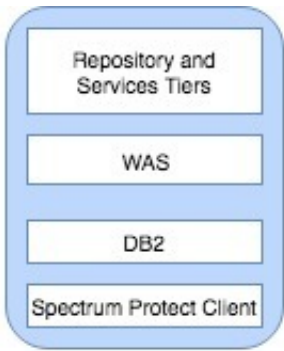 Repository and
Services Tiers
WAS
DB2
Spectrum Protect Client